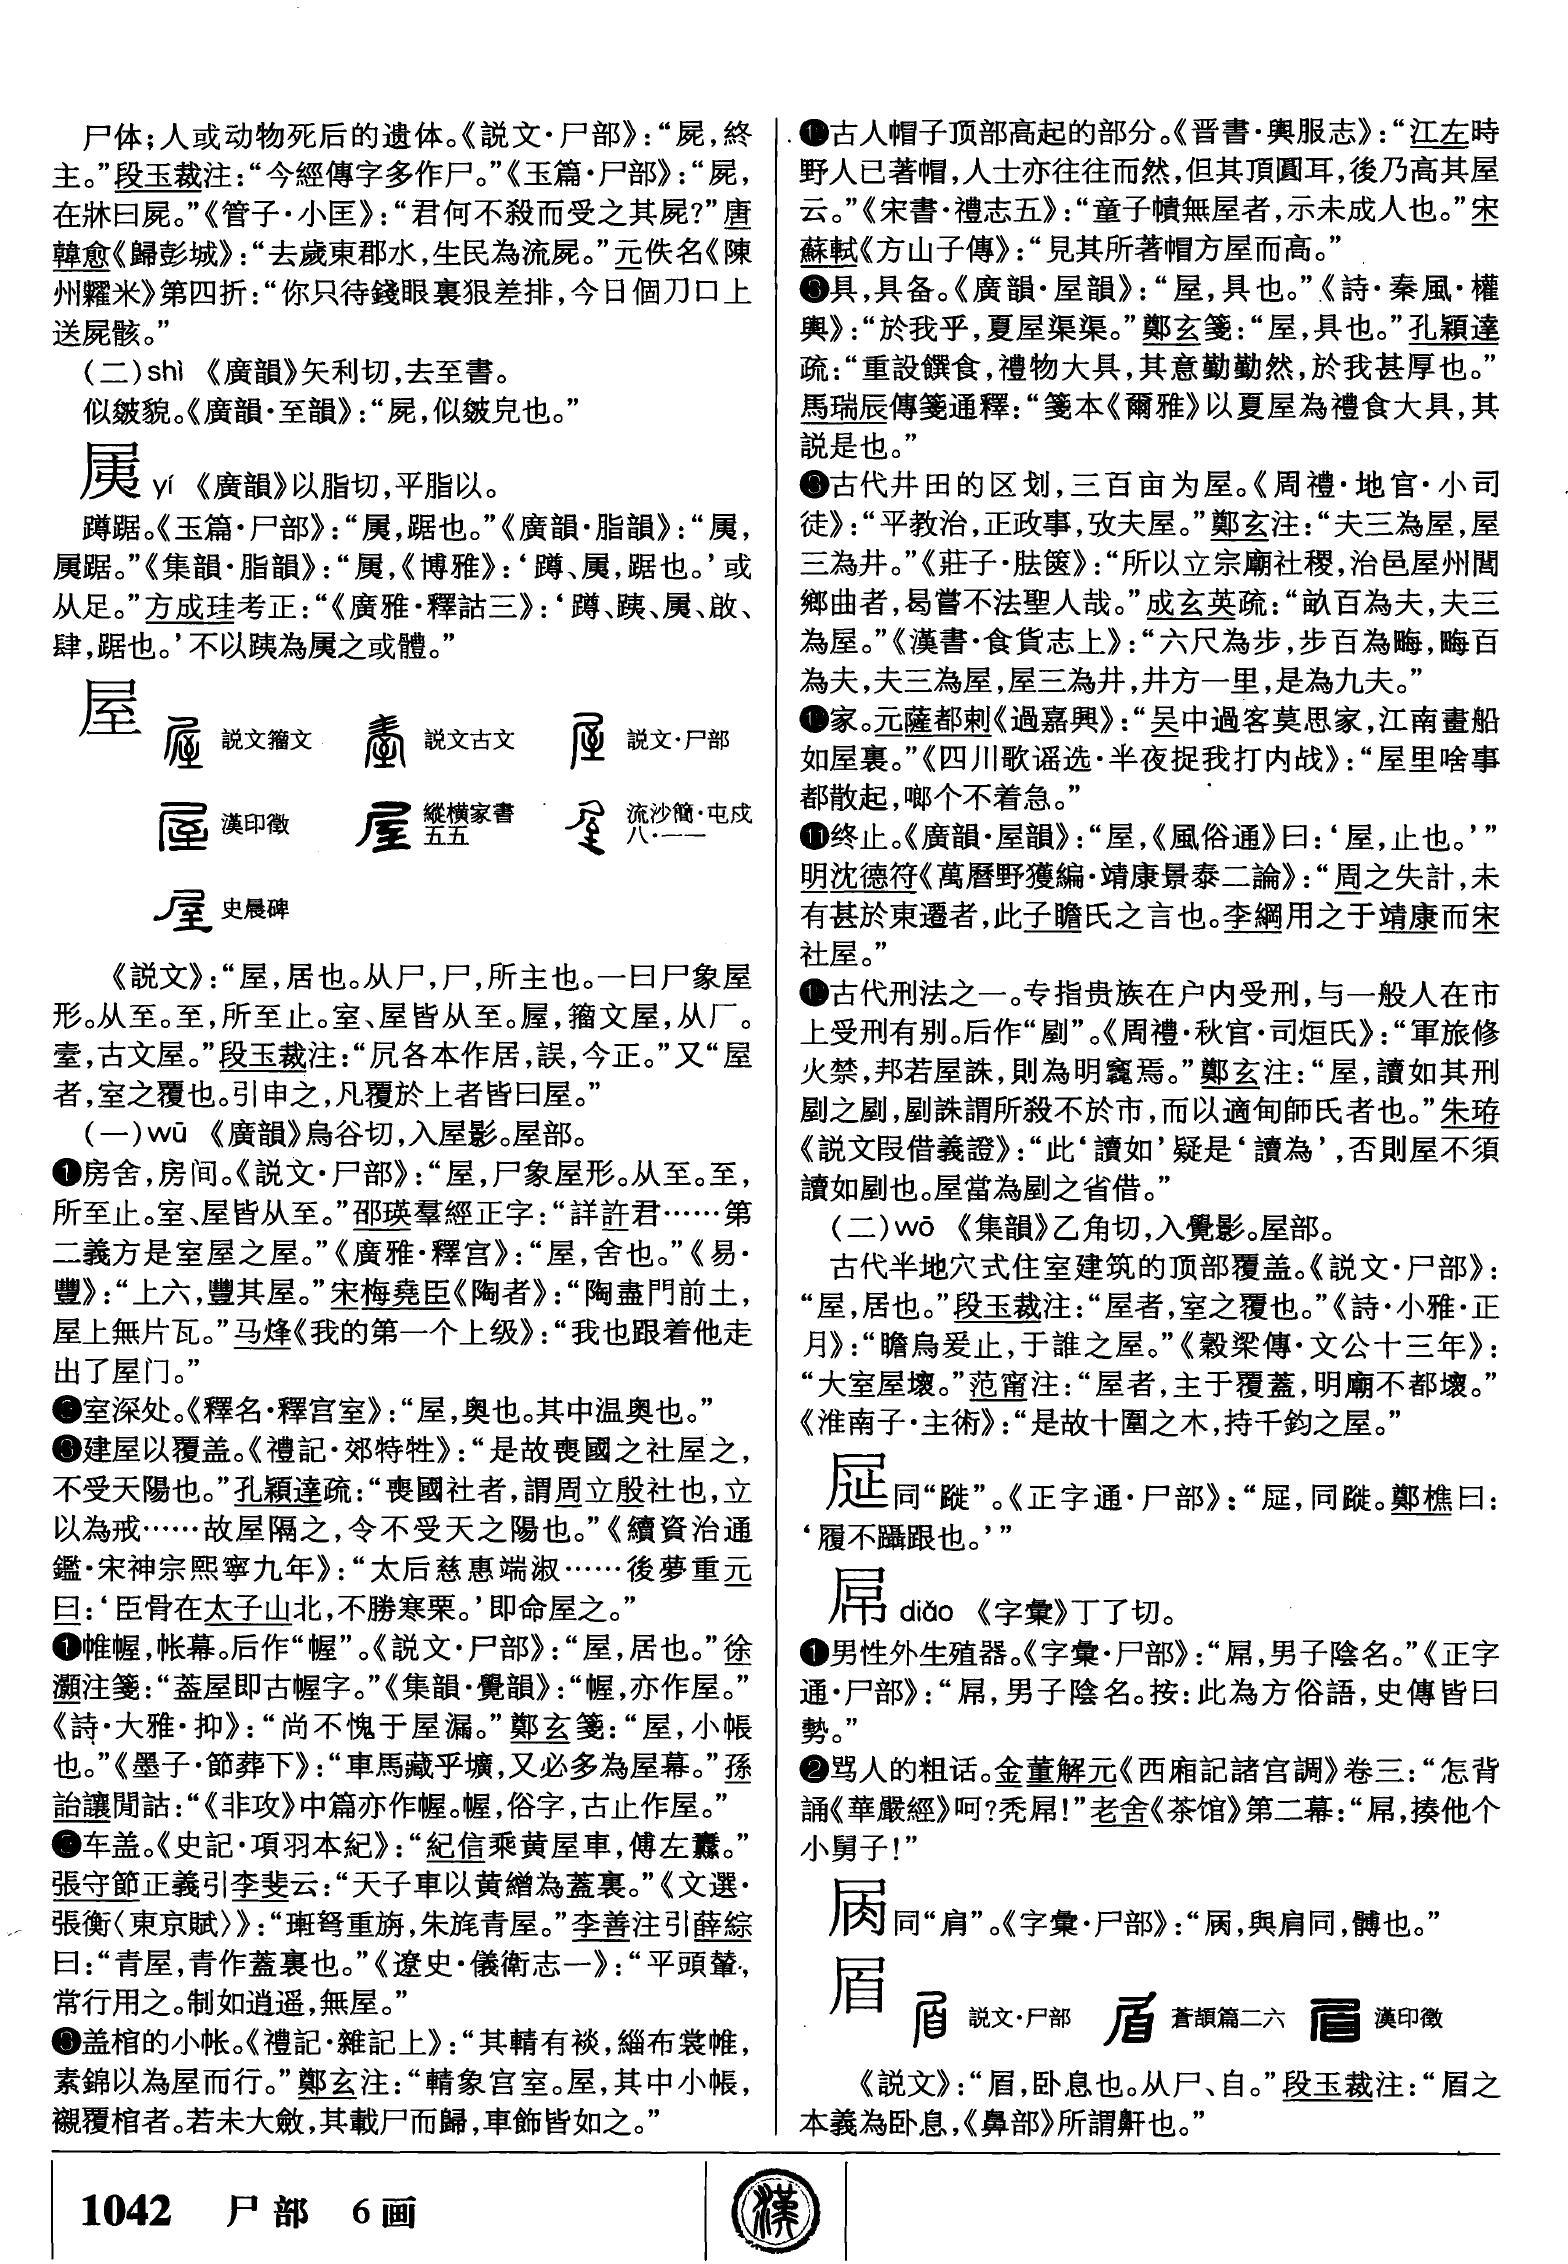 尸体；人或动物死后的遗体。《説文·尸部》：“屍，終
主。”段玉裁注：“今經傳字多作尸。”《玉篇·尸部》：“屍，
在牀曰屍。”《管子·小匡》：“君何不殺而受之其屍？”唐
韓愈《歸彭城》：“去歲東郡水，生民為流屍。”元佚名《陳
州糶米》第四折：“你只待錢眼裏狠差排，今日個刀口上
送屍骸。”
（二）shì 《廣韻》矢利切，去至書。
似皴貌。《廣韻·至韻》：“屍，似皴皃也。”
𡱐 yí 《廣韻》以脂切，平脂以。
蹲踞。《玉篇·尸部》：“𡱐，踞也。”《廣韻·脂韻》：“𡱐，
𡱐踞。”《集韻·脂韻》：“𡱐，《博雅》：‘蹲、𡱐，踞也。’或
从足。”方成珪考正：“《廣雅·釋詁三》：‘蹲、跠、𡱐、啟、
肆，踞也。’不以跠為𡱐之或體。”
屋
説文籀文 説文古文 説文·尸部
漢印徵 縱横家書五五 流沙簡·屯戍八·一一
史晨碑
《説文》：“屋，居也。从尸，尸，所主也。一曰尸象屋
形。从至。至，所至止。室、屋皆从至。𢉠，籀文屋，从厂。
𡌀，古文屋。”段玉裁注：“凥各本作居，誤，今正。”又“屋
者，室之覆也。引申之，凡覆於上者皆曰屋。”
（一）wū 《廣韻》烏谷切，入屋影。屋部。
❶房舍，房间。《説文·尸部》：“屋，尸象屋形。从至。至，
所至止。室、屋皆从至。”邵瑛羣經正字：“詳許君……第
二義方是室屋之屋。”《廣雅·釋宫》：“屋，舍也。”《易·
豐》：“上六，豐其屋。”宋梅堯臣《陶者》：“陶盡門前土，
屋上無片瓦。”马烽《我的第一个上级》：“我也跟着他走
出了屋门。”
❷室深处。《釋名·釋宫室》：“屋，奥也。其中温奥也。”
❸建屋以覆盖。《禮記·郊特牲》：“是故喪國之社屋之，
不受天陽也。”孔穎達疏：“喪國社者，謂周立殷社也，立
以為戒……故屋隔之，令不受天之陽也。”《續資治通
鑑·宋神宗熙寧九年》：“太后慈惠端淑……後夢重元
曰：‘臣骨在太子山北，不勝寒栗。’即命屋之。”
❹帷幄，帐幕。后作“幄”。《説文·尸部》：“屋，居也。”徐
灝注箋：“葢屋即古幄字。”《集韻·覺韻》：“幄，亦作屋。”
《詩·大雅·抑》：“尚不愧于屋漏。”鄭玄箋：“屋，小帳
也。”《墨子·節葬下》：“車馬藏乎壙，又必多為屋幕。”孫
詒讓閒詁：“《非攻》中篇亦作幄。幄，俗字，古止作屋。”
❺车盖。《史記·項羽本紀》：“紀信乘黄屋車，傅左纛。”
張守節正義引李斐云：“天子車以黄繒為蓋裏。”《文選·
張衡〈東京賦〉》：“㻞弩重旃，朱旄青屋。”李善注引薛綜
曰：“青屋，青作蓋裏也。”《遼史·儀衛志一》：“平頭輦，
常行用之。制如逍遥，無屋。”
❻盖棺的小帐。《禮記·雜記上》：“其輤有裧，緇布裳帷，
素錦以為屋而行。”鄭玄注：“輤象宫室。屋，其中小帳，
襯覆棺者。若未大斂，其載尸而歸，車飾皆如之。”
❼古人帽子顶部高起的部分。《晋書·輿服志》：“江左時
野人已著帽，人士亦往往而然，但其頂圓耳，後乃高其屋
云。”《宋書·禮志五》：“童子幘無屋者，示未成人也。”宋
蘇軾《方山子傳》：“見其所著帽方屋而高。”
❽具，具备。《廣韻·屋韻》：“屋，具也。”《詩·秦風·權
輿》：“於我乎，夏屋渠渠。”鄭玄箋：“屋，具也。”孔穎達
疏：“重設饌食，禮物大具，其意勤勤然，於我甚厚也。”
馬瑞辰傳箋通釋：“箋本《爾雅》以夏屋為禮食大具，其
説是也。”
❾古代井田的区划，三百亩为屋。《周禮·地官·小司
徒》：“平教治，正政事，攷夫屋。”鄭玄注：“夫三為屋，屋
三為井。”《莊子·胠篋》：“所以立宗廟社稷，治邑屋州閭
鄉曲者，曷嘗不法聖人哉。”成玄英疏：“畝百為夫，夫三
為屋。”《漢書·食貨志上》：“六尺為步，步百為畮，畮百
為夫，夫三為屋，屋三為井，井方一里，是為九夫。”
❿家。元薩都剌《過嘉興》：“吴中過客莫思家，江南畫船
如屋裏。”《四川歌谣选·半夜捉我打内战》：“屋里啥事
都散起，啷个不着急。”
⓫终止。《廣韻·屋韻》：“屋，《風俗通》曰：‘屋，止也。’”
明沈德符《萬曆野獲編·靖康景泰二論》：“周之失計，未
有甚於東遷者，此子瞻氏之言也。李綱用之于靖康而宋
社屋。”
⓬古代刑法之一。专指贵族在户内受刑，与一般人在市
上受刑有别。后作“剭”。《周禮·秋官·司烜氏》：“軍旅修
火禁，邦若屋誅，則為明竁焉。”鄭玄注：“屋，讀如其刑
剭之剭，剭誅謂所殺不於市，而以適甸師氏者也。”朱珔
《説文叚借義證》：“此‘讀如’疑是‘讀為’，否則屋不須
讀如剭也。屋當為剭之省借。”
（二）wō 《集韻》乙角切，入覺影。屋部。
古代半地穴式住室建筑的顶部覆盖。《説文·尸部》：
“屋，居也。”段玉裁注：“屋者，室之覆也。”《詩·小雅·正
月》：“瞻烏爰止，于誰之屋。”《穀梁傳·文公十三年》：
“大室屋壞。”范甯注：“屋者，主于覆蓋，明廟不都壞。”
《淮南子·主術》：“是故十圍之木，持千鈞之屋。”
同“蹝”。《正字通·尸部》：“，同蹝。鄭樵曰：
‘履不躡跟也。’”
屌 diǎo 《字彙》丁了切。
❶男性外生殖器。《字彙·尸部》：“屌，男子陰名。”《正字
通·尸部》：“屌，男子陰名。按：此為方俗語，史傳皆曰
勢。”
❷骂人的粗话。金董解元《西廂記諸宫調》卷三：“怎背
誦《華嚴經》呵？秃屌！”老舍《茶馆》第二幕：“屌，揍他个
小舅子！”
同“肩”。《字彙·尸部》：“，與肩同，髆也。”
眉
説文·尸部 蒼頡篇二六 漢印徵
《説文》：“眉，卧息也。从尸、自。”段玉裁注：“眉之
本義為卧息，《鼻部》所謂鼾也。”
1042 尸部 6画
漢